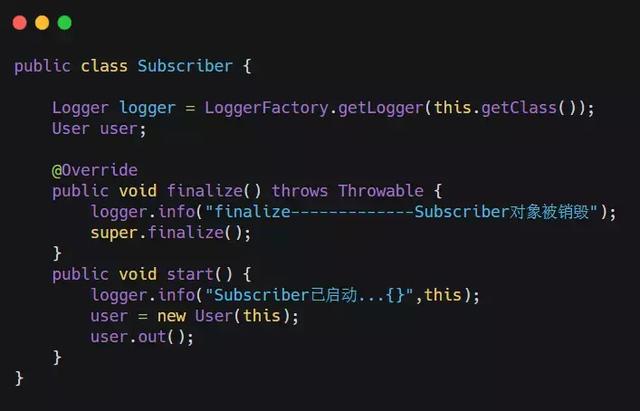 public class Subscriber {
Logger logger = LoggerFactory.getLogger(this.getClass());
User user;
@Override
public void finalize() throws Throwable {
logger.info("finalize-------------Subscriber对象被销毁");
super.finalize();
}
public void start() {
logger.info("Subscriber已启动...{}",this);
user = new User(this);
user.out();
}
}